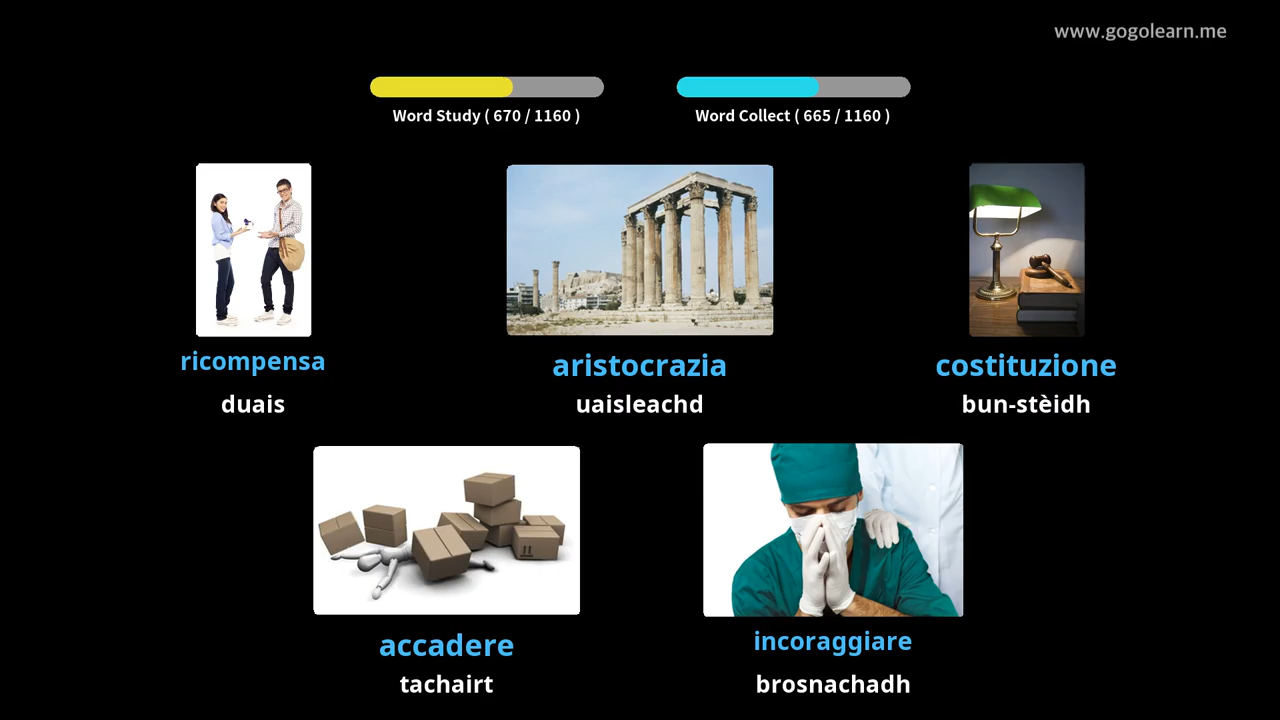 www.gogolearn.me
Word Study ( 670 / 1160 )
Word Collect ( 665 / 1160 )
ricompensa
duais
aristocrazia
uaisleachd
costituzione
bun-stèidh
accadere
tachairt
incoraggiare
brosnachadh